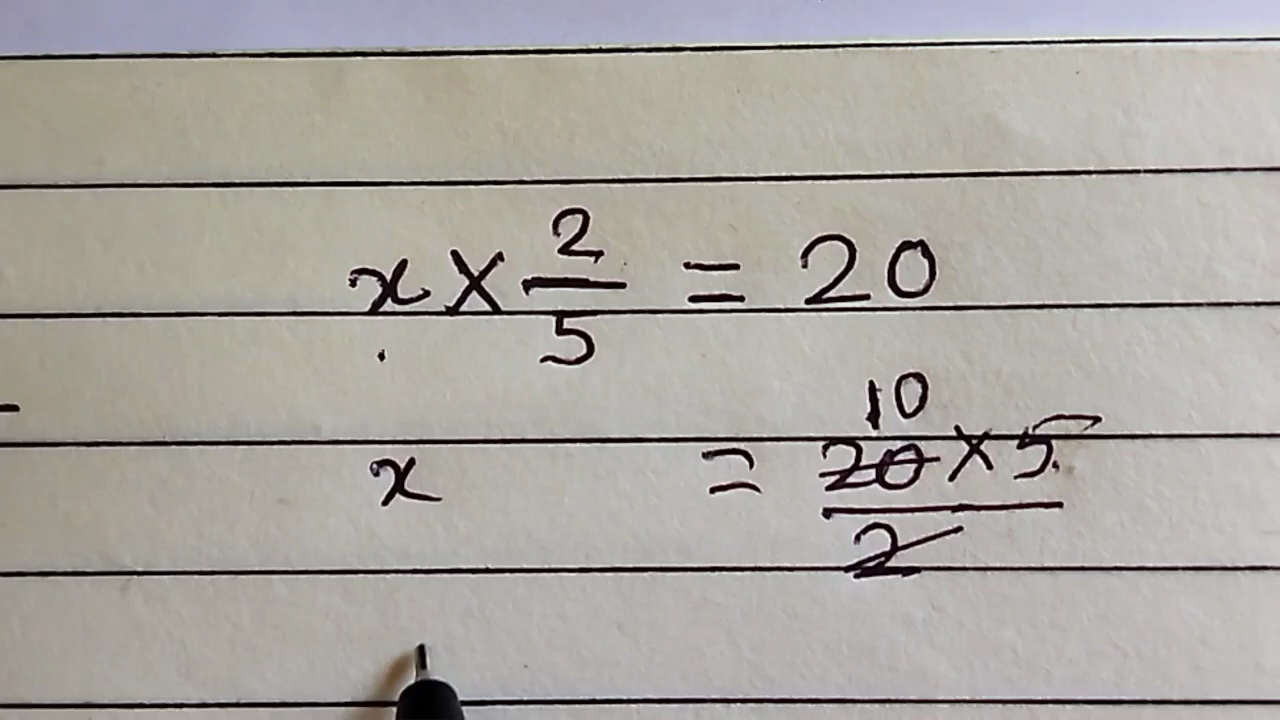 x × 2/5 = 20
10
x = 20 × 5
2